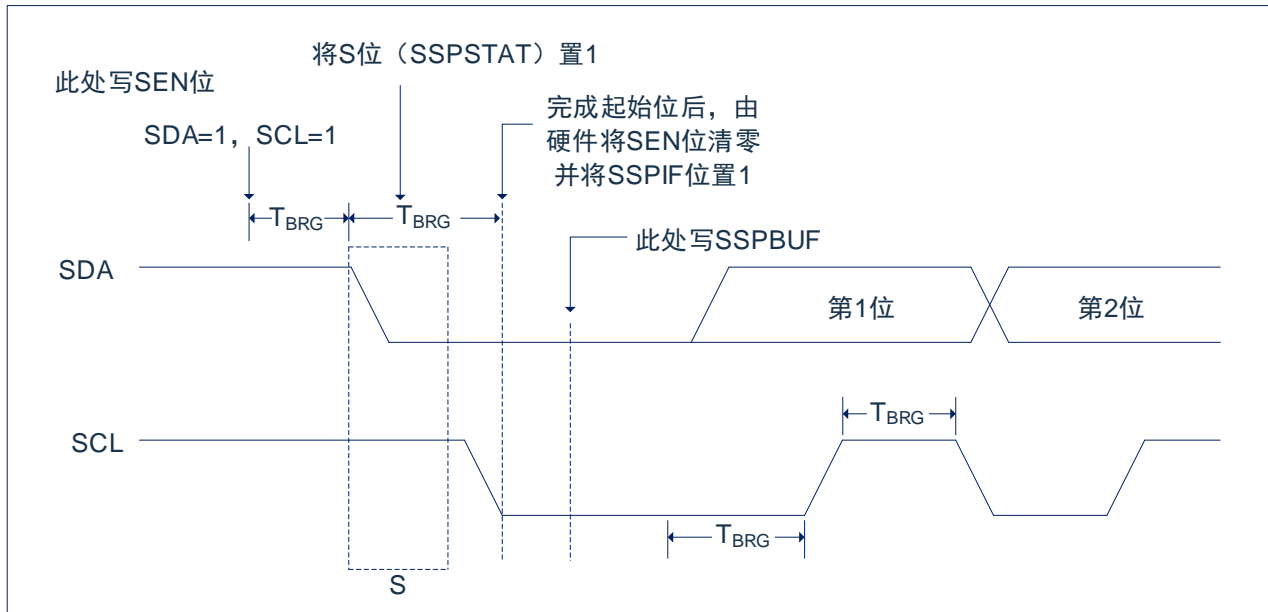 将S位（SSPSTAT）置1
此处写SEN位
完成起始位后，由
硬件将SEN位清零
并将SSPIF位置1
SDA=1，SCL=1
TBRG
TBRG
此处写SSPBUF
SDA
第1位
第2位
TBRG
SCL
TBRG
S